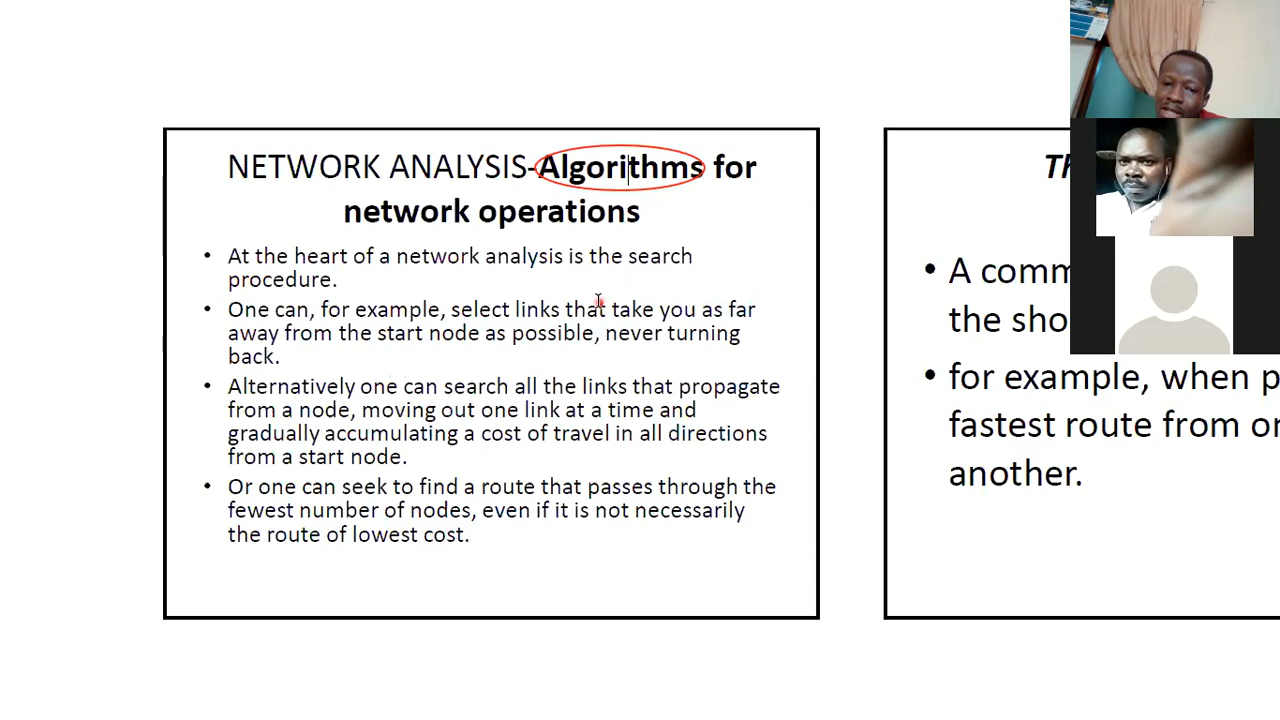 NETWORK ANALYSIS-Algorithms for
network operations
• At the heart of a network analysis is the search
procedure.
• One can, for example, select links that take you as far
away from the start node as possible, never turning
back.
• Alternatively one can search all the links that propagate
from a node, moving out one link at a time and
gradually accumulating a cost of travel in all directions
from a start node.
• Or one can seek to find a route that passes through the
fewest number of nodes, even if it is not necessarily
the route of lowest cost.
• A
the
• for example, when
fastest route from
another.